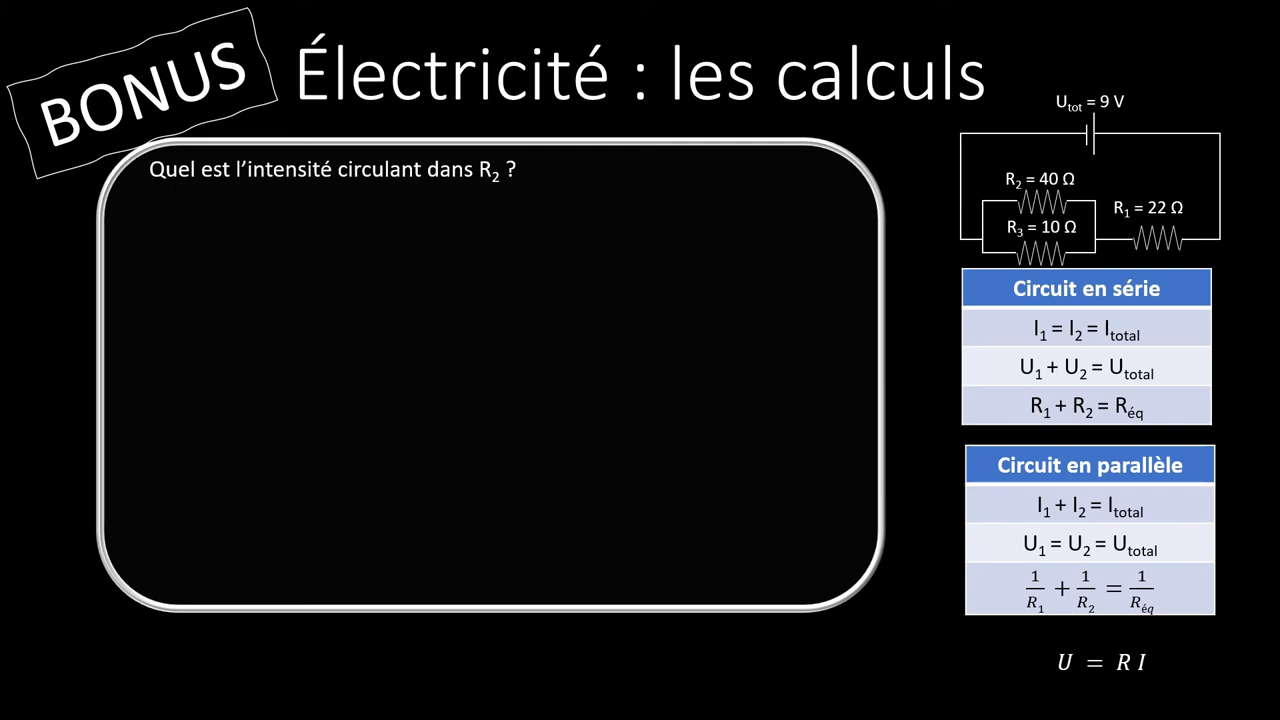 BONUS
Électricité : les calculs
Quel est l’intensité circulant dans R₂ ?
Uₜₒₜ = 9 V
R₂ = 40 Ω
R₁ = 22 Ω
R₃ = 10 Ω
Circuit en série
I₁ = I₂ = Iₜₒₜₐₗ
U₁ + U₂ = Uₜₒₜₐₗ
R₁ + R₂ = Réq
Circuit en parallèle
I₁ + I₂ = Iₜₒₜₐₗ
U₁ = U₂ = Uₜₒₜₐₗ
1/R₁ + 1/R₂ = 1/Réq
U = R I